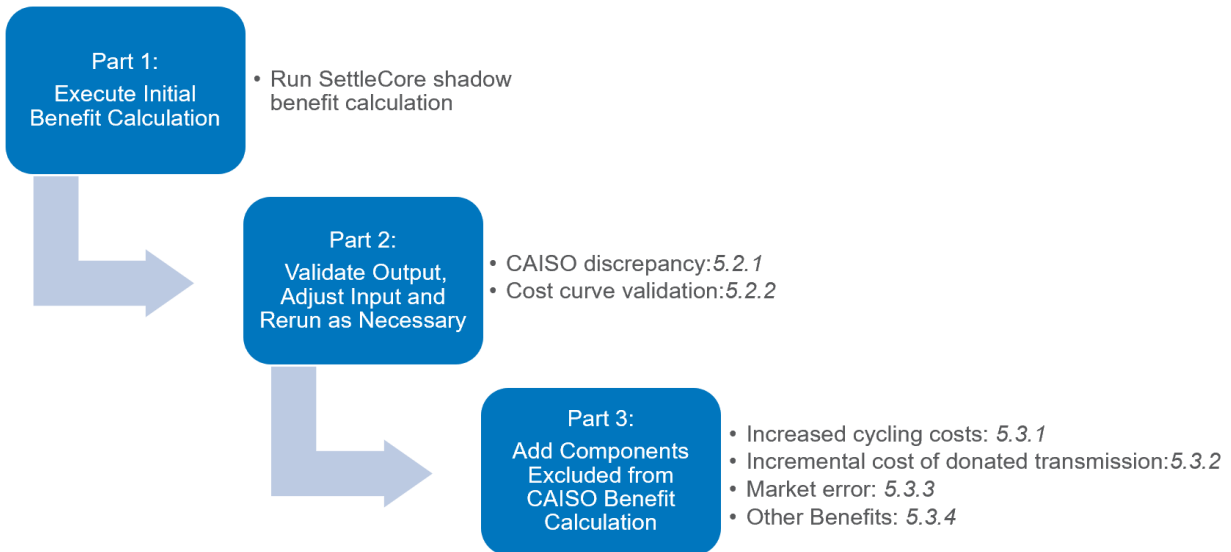 Part 1:
Execute Initial
Benefit Calculation
• Run SettleCore shadow
benefit calculation
Part 2:
Validate Output,
Adjust Input and
Rerun as Necessary
• CAISO discrepancy:5.2.1
• Cost curve validation:5.2.2
Part 3:
Add Components
Excluded from
CAISO Benefit
Calculation
• Increased cycling costs: 5.3.1
• Incremental cost of donated transmission:5.3.2
• Market error: 5.3.3
• Other Benefits: 5.3.4